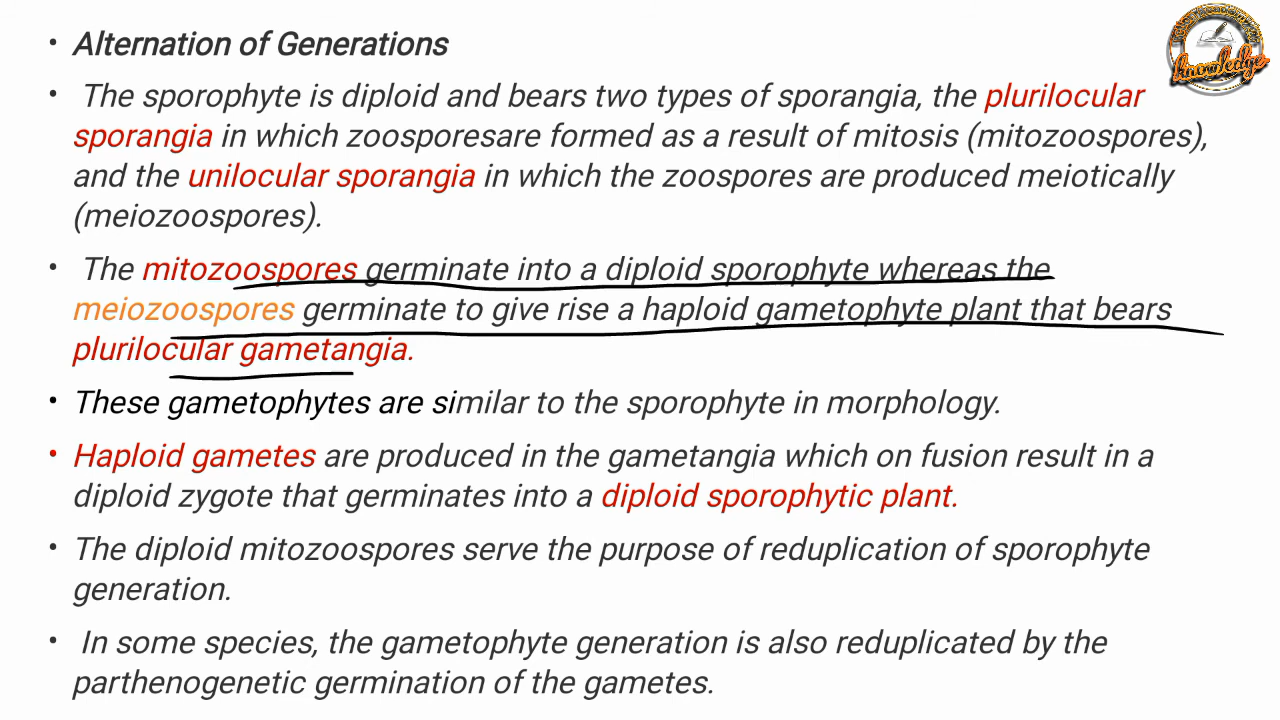 • Alternation of Generations
• The sporophyte is diploid and bears two types of sporangia, the plurilocular
sporangia in which zoosporesare formed as a result of mitosis (mitozoospores),
and the unilocular sporangia in which the zoospores are produced meiotically
(meiozoospores).
• The mitozoospores germinate into a diploid sporophyte whereas the
meiozoospores germinate to give rise a haploid gametophyte plant that bears
plurilocular gametangia.
• These gametophytes are similar to the sporophyte in morphology.
• Haploid gametes are produced in the gametangia which on fusion result in a
diploid zygote that germinates into a diploid sporophytic plant.
• The diploid mitozoospores serve the purpose of reduplication of sporophyte
generation.
• In some species, the gametophyte generation is also reduplicated by the
parthenogenetic germination of the gametes.
knowledge